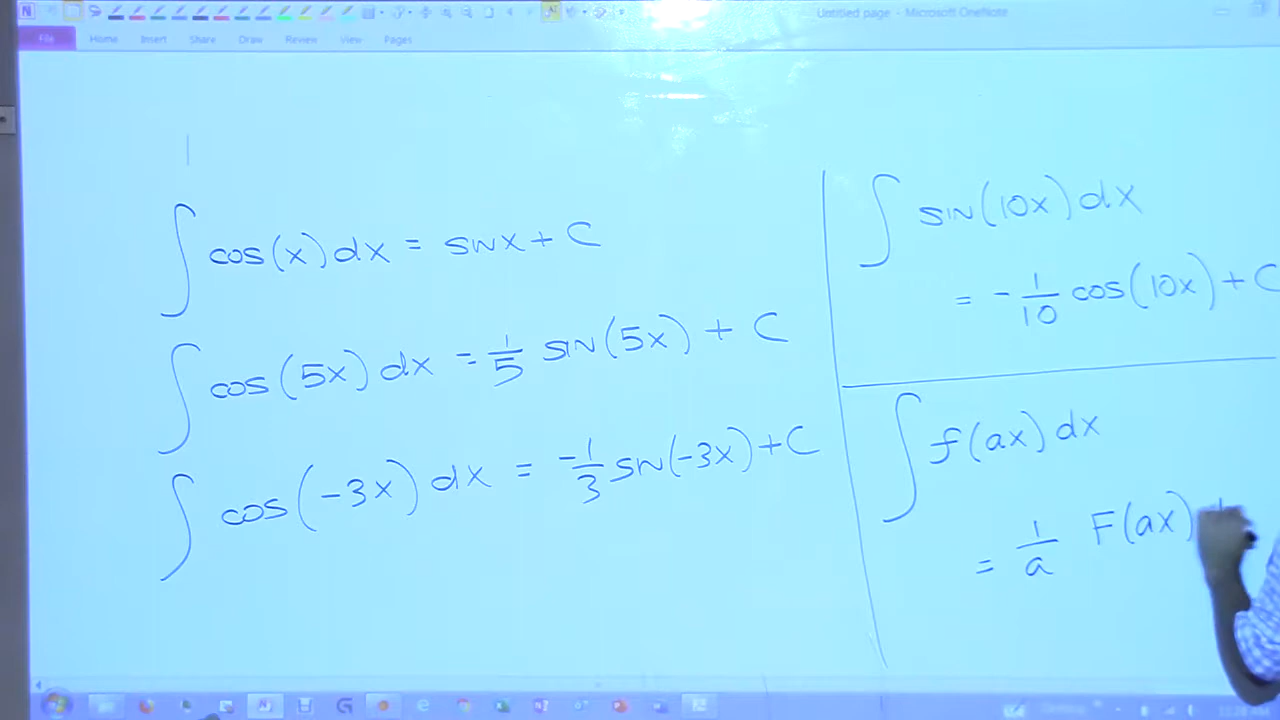 Untitled page - Microsoft OneNote
File Home Insert Share Draw Review View Pages
∫ cos(x) dx = sin x + C
∫ cos(5x) dx = 1/5 sin(5x) + C
∫ cos(-3x) dx = -1/3 sin(-3x) + C
∫ sin(10x) dx
= - 1/10 cos(10x) + C
∫ f(ax) dx
= 1/a F(ax)